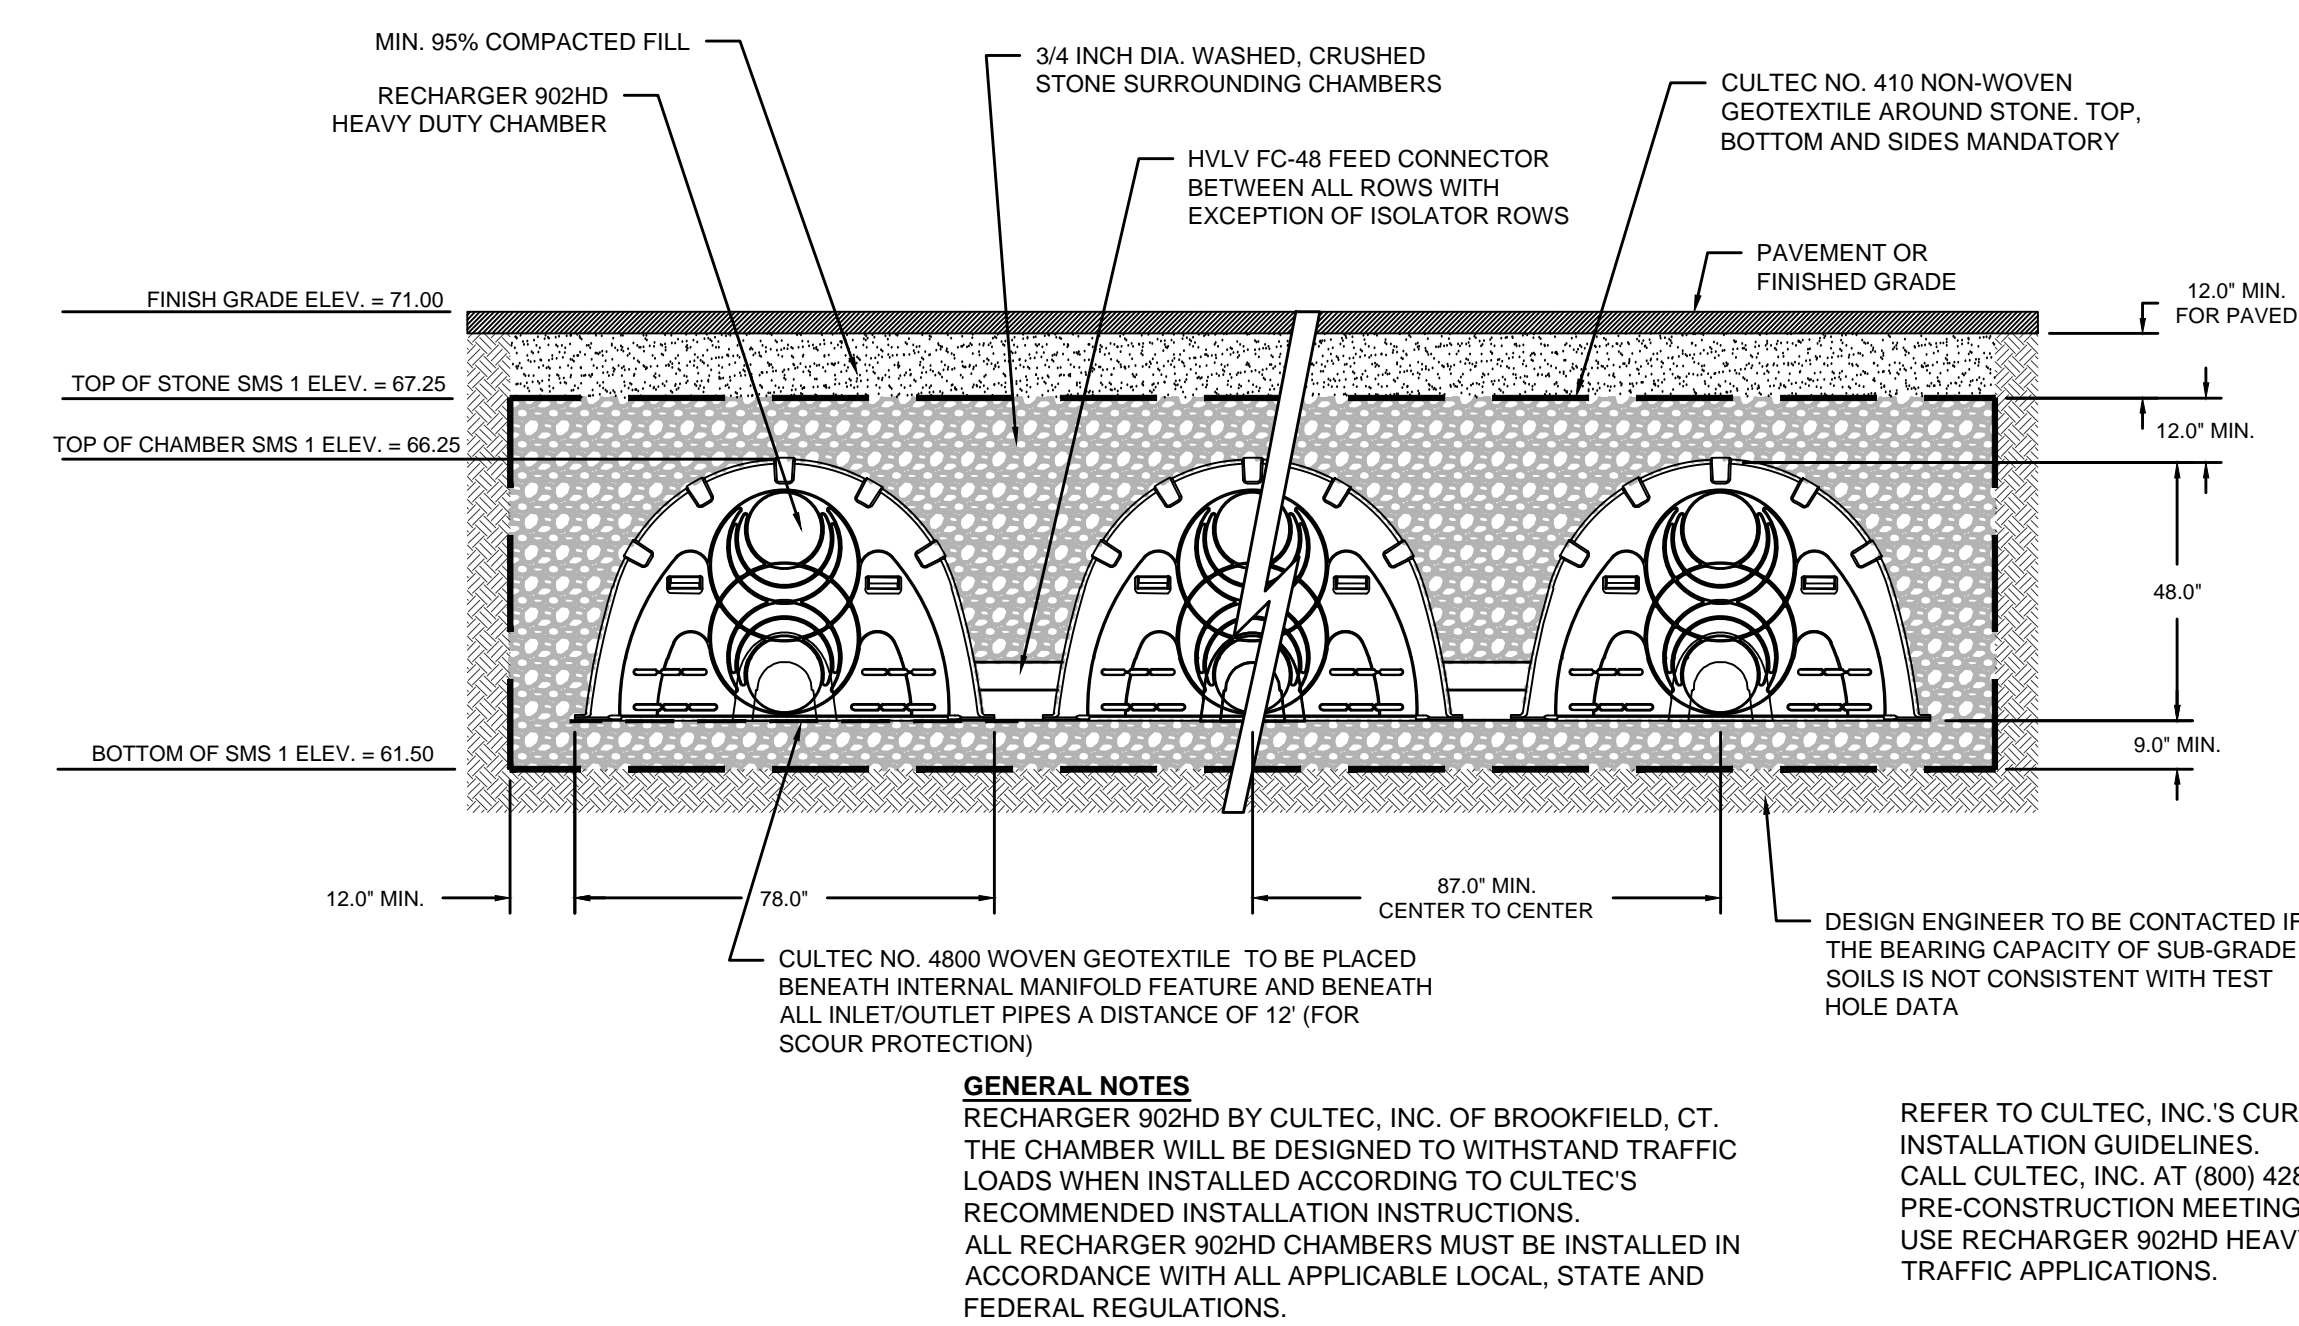 MIN. 95% COMPACTED FILL
RECHARGER 902HD
HEAVY DUTY CHAMBER
3/4 INCH DIA. WASHED, CRUSHED
STONE SURROUNDING CHAMBERS
HVLV FC-48 FEED CONNECTOR
BETWEEN ALL ROWS WITH
EXCEPTION OF ISOLATOR ROWS
CULTEC NO. 410 NON-WOVEN
GEOTEXTILE AROUND STONE. TOP,
BOTTOM AND SIDES MANDATORY
PAVEMENT OR
FINISHED GRADE
12.0" MIN.
FOR PAVED
FINISH GRADE ELEV. = 71.00
TOP OF STONE SMS 1 ELEV. = 67.25
TOP OF CHAMBER SMS 1 ELEV. = 66.25
12.0" MIN.
48.0"
9.0" MIN.
BOTTOM OF SMS 1 ELEV. = 61.50
12.0" MIN.
78.0"
87.0" MIN.
CENTER TO CENTER
CULTEC NO. 4800 WOVEN GEOTEXTILE TO BE PLACED
BENEATH INTERNAL MANIFOLD FEATURE AND BENEATH
ALL INLET/OUTLET PIPES A DISTANCE OF 12' (FOR
SCOUR PROTECTION)
DESIGN ENGINEER TO BE CONTACTED IF
THE BEARING CAPACITY OF SUB-GRADE
SOILS IS NOT CONSISTENT WITH TEST
HOLE DATA
GENERAL NOTES
RECHARGER 902HD BY CULTEC, INC. OF BROOKFIELD, CT.
THE CHAMBER WILL BE DESIGNED TO WITHSTAND TRAFFIC
LOADS WHEN INSTALLED ACCORDING TO CULTEC'S
RECOMMENDED INSTALLATION INSTRUCTIONS.
ALL RECHARGER 902HD CHAMBERS MUST BE INSTALLED IN
ACCORDANCE WITH ALL APPLICABLE LOCAL, STATE AND
FEDERAL REGULATIONS.
REFER TO CULTEC, INC.'S CUR
INSTALLATION GUIDELINES.
CALL CULTEC, INC. AT (800) 428
PRE-CONSTRUCTION MEETING
USE RECHARGER 902HD HEAV
TRAFFIC APPLICATIONS.